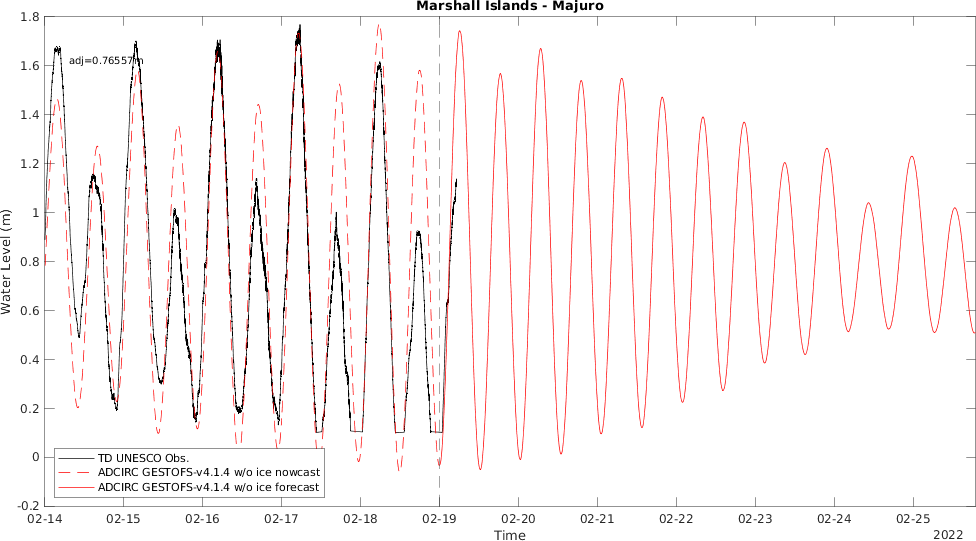 Marshall Islands - Majuro
1.8
1.6
1.4
1.2
1
0.8
0.6
0.4
0.2
0
-0.2
Water Level (m)
adj=0.76557m
TD UNESCO Obs.
ADCIRC GESTOFS-v4.1.4 w/o ice nowcast
ADCIRC GESTOFS-v4.1.4 w/o ice forecast
02-14 02-15 02-16 02-17 02-18 02-19 02-20 02-21 02-22 02-23 02-24 02-25
Time
2022